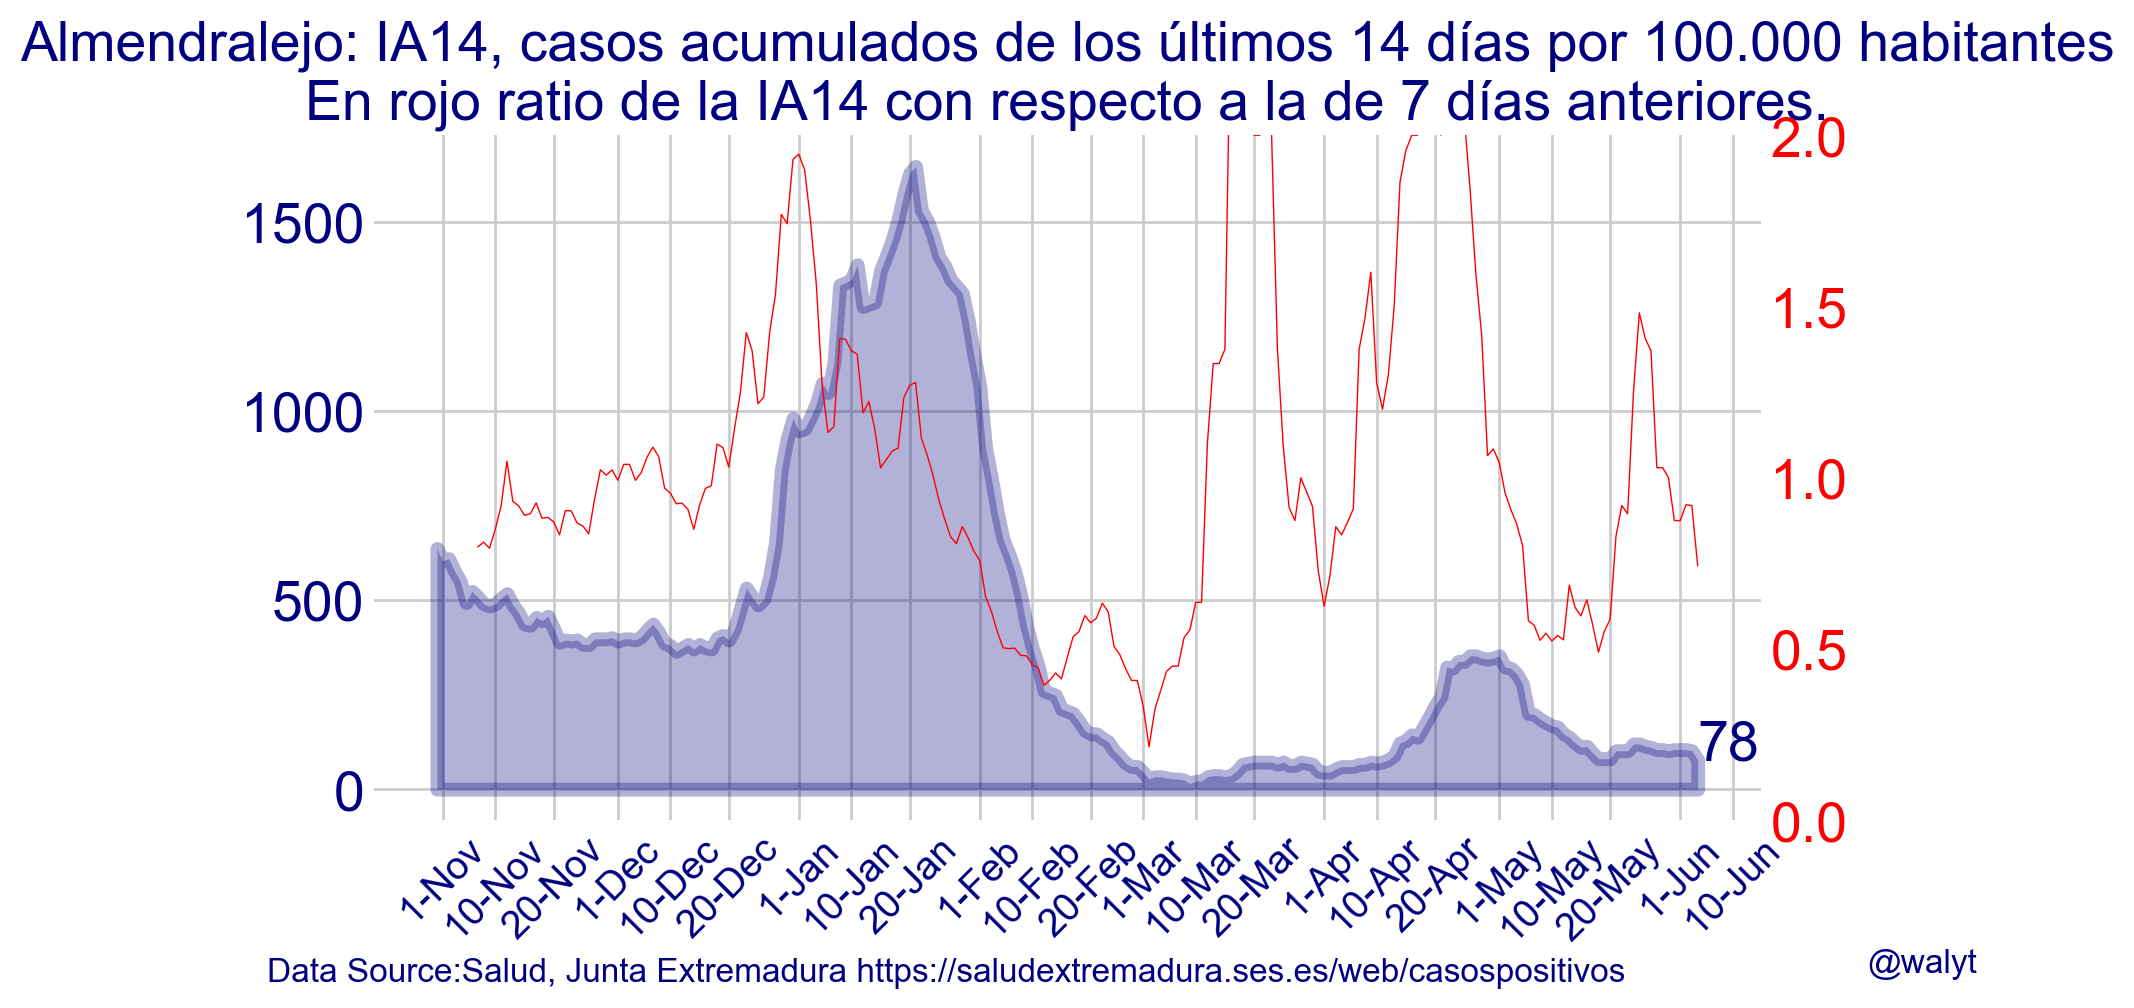 Almendralejo: IA14, casos acumulados de los últimos 14 días por 100.000 habitantes
En rojo ratio de la IA14 con respecto a la de 7 días anteriores.
2.0
1500
1.5
1000
1.0
500
0.5
78
0
0.0
1-Nov
10-Nov
20-Nov
1-Dec
10-Dec
20-Dec
1-Jan
10-Jan
20-Jan
1-Feb
10-Feb
20-Feb
1-Mar
10-Mar
20-Mar
1-Apr
10-Apr
20-Apr
1-May
10-May
20-May
1-Jun
10-Jun
Data Source:Salud, Junta Extremadura https://saludextremadura.ses.es/web/casospositivos
@walyt